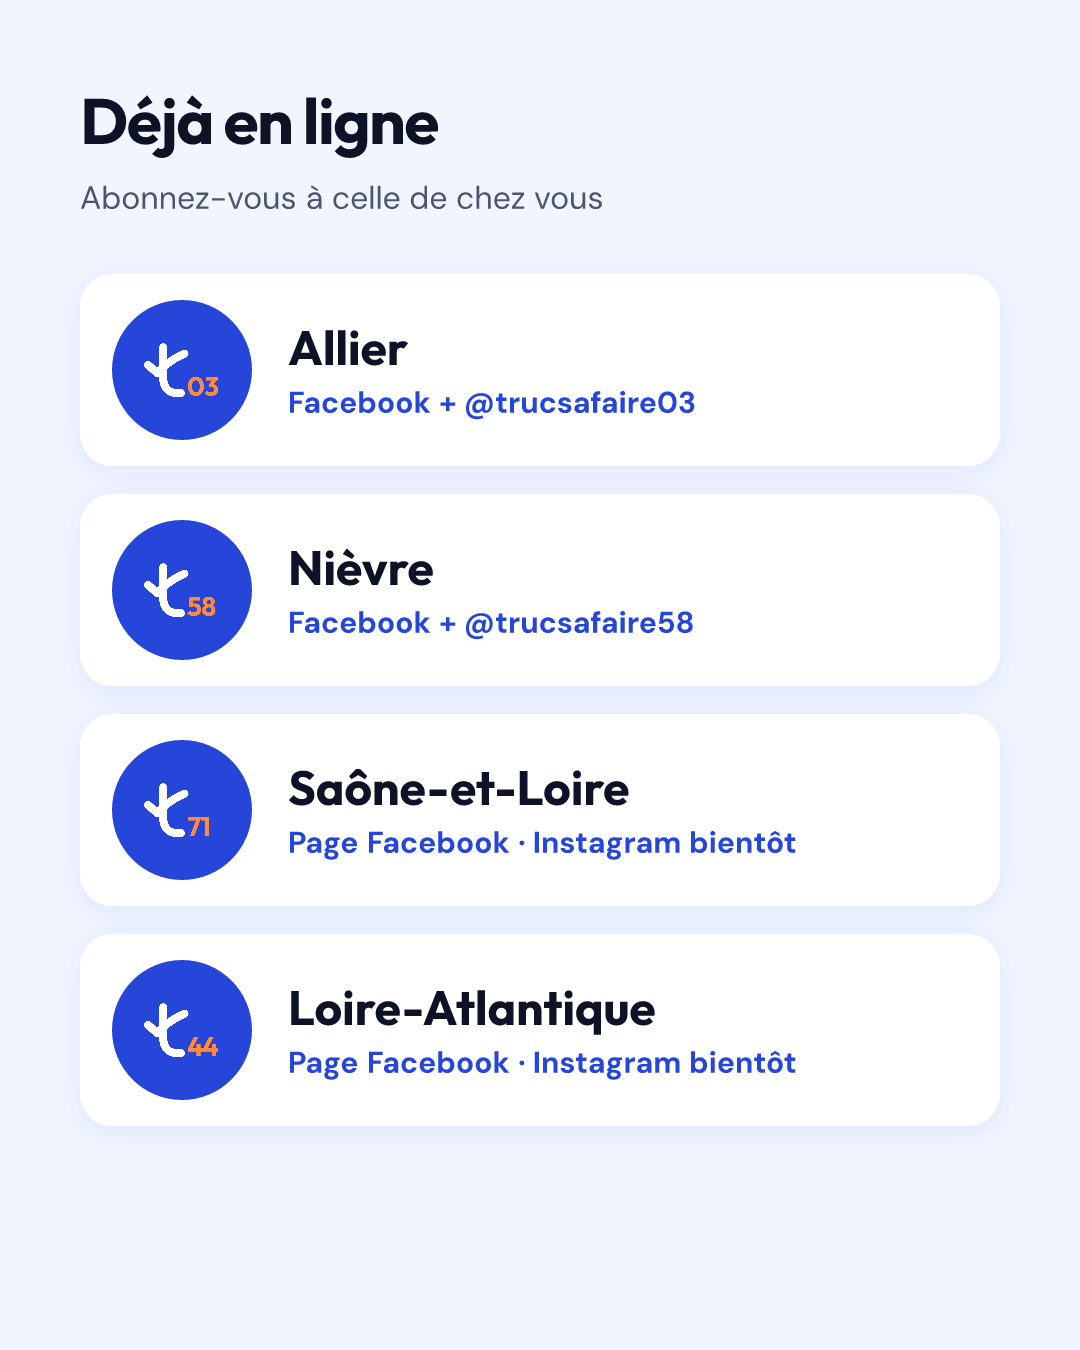 Déjà en ligne
Abonnez-vous à celle de chez vous
03
Allier
Facebook + @trucsafaire03
58
Nièvre
Facebook + @trucsafaire58
71
Saône-et-Loire
Page Facebook · Instagram bientôt
44
Loire-Atlantique
Page Facebook · Instagram bientôt